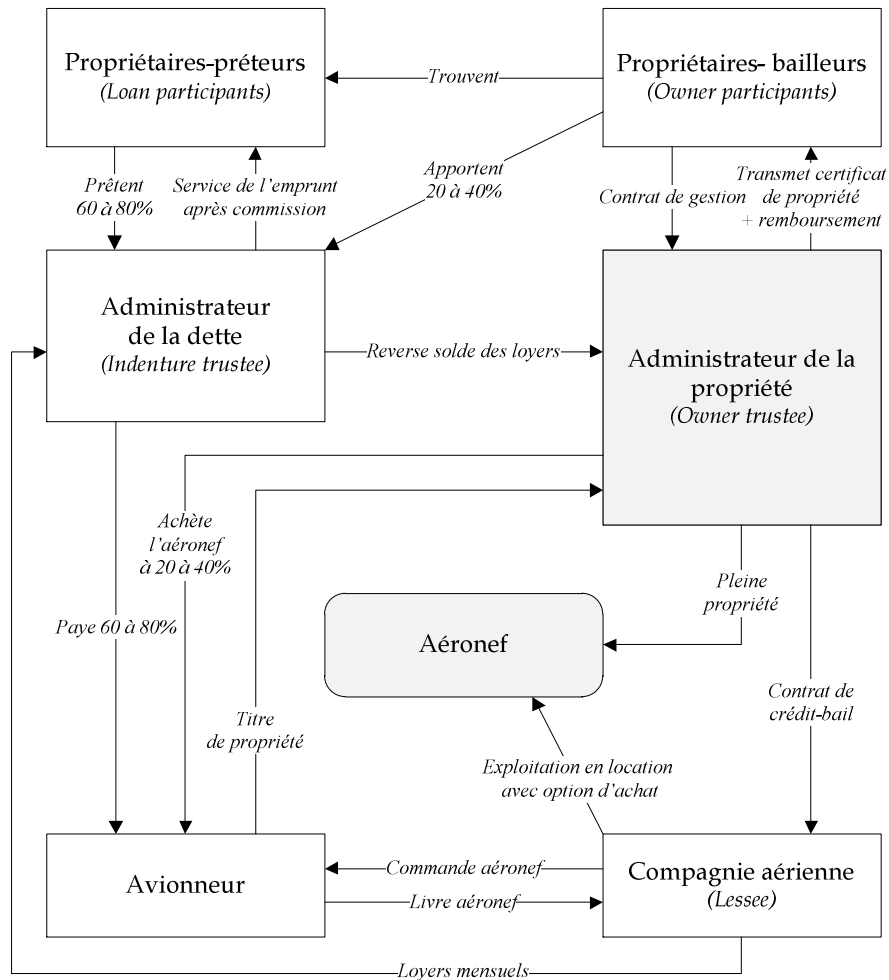 Propriétaires-prêteurs
(Loan participants)
Trouvent
Propriétaires- bailleurs
(Owner participants)
Prêtent
60 à 80%
Service de l'emprunt
après commission
Apportent
20 à 40%
Contrat de gestion
Transmet certificat
de propriété
+ remboursement
Administrateur
de la dette
(Indenture trustee)
Reverse solde des loyers
Administrateur de la
propriété
(Owner trustee)
Achète
l'aéronef
à 20 à 40%
Pleine
propriété
Paye 60 à 80%
Aéronef
Titre
de propriété
Contrat de
crédit-bail
Exploitation en location
avec option d'achat
Avionneur
Commande aéronef
Livre aéronef
Compagnie aérienne
(Lessee)
Loyers mensuels